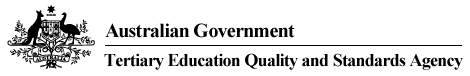 Australian Government
Tertiary Education Quality and Standards Agency